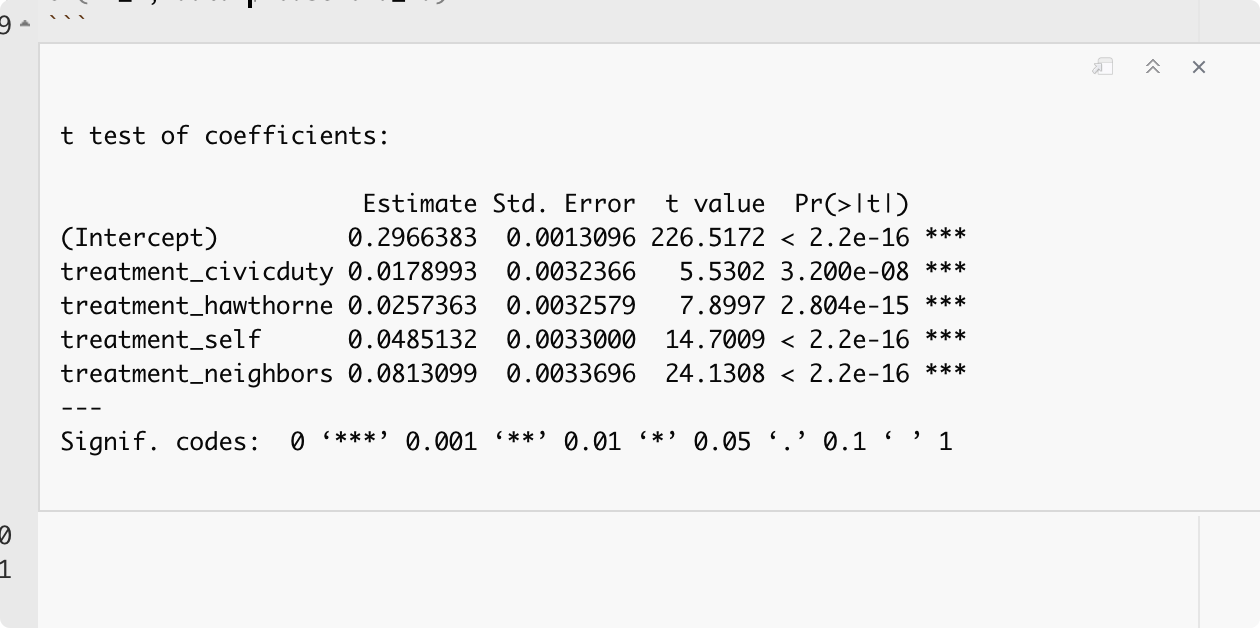 9
```
t test of coefficients:
Estimate Std. Error t value Pr(>|t|)
(Intercept) 0.2966383 0.0013096 226.5172 < 2.2e-16 ***
treatment_civicduty 0.0178993 0.0032366 5.5302 3.200e-08 ***
treatment_hawthorne 0.0257363 0.0032579 7.8997 2.804e-15 ***
treatment_self 0.0485132 0.0033000 14.7009 < 2.2e-16 ***
treatment_neighbors 0.0813099 0.0033696 24.1308 < 2.2e-16 ***
---
Signif. codes: 0 ‘***’ 0.001 ‘**’ 0.01 ‘*’ 0.05 ‘.’ 0.1 ‘ ’ 1
0
1